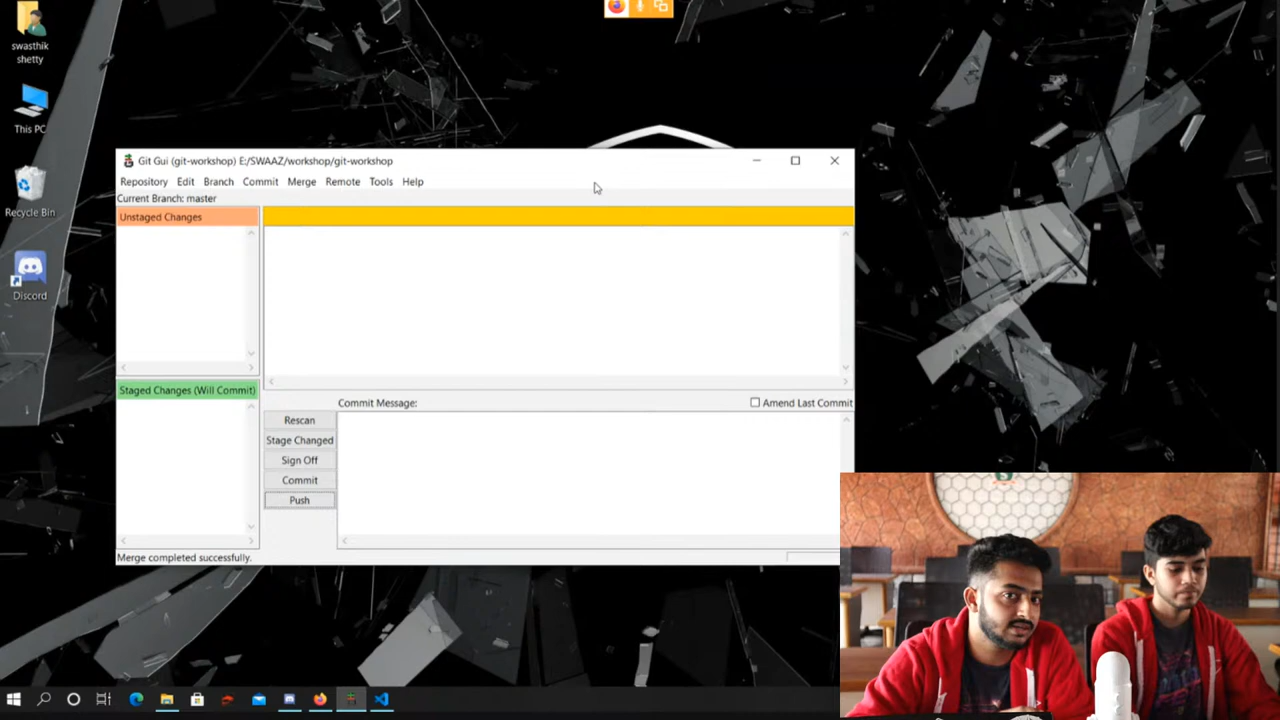 swasthik
shetty
This PC
Recycle Bin
Discord
Git Gui (git-workshop) E:/SWAAZ/workshop/git-workshop
Repository Edit Branch Commit Merge Remote Tools Help
Current Branch: master
Unstaged Changes
Staged Changes (Will Commit)
Commit Message:
Amend Last Commit
Rescan
Stage Changed
Sign Off
Commit
Push
Merge completed successfully.